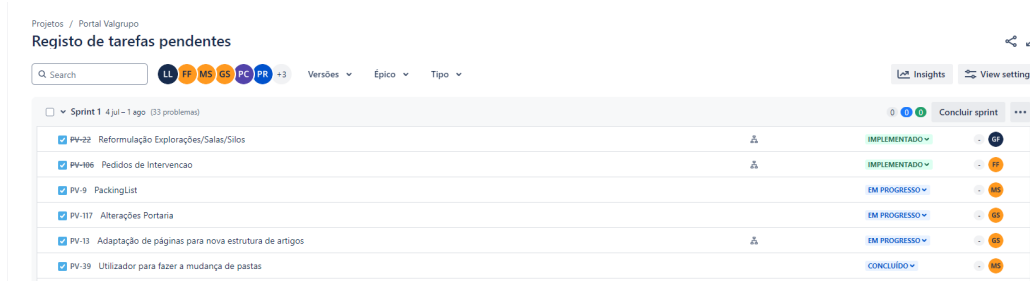 Projetos / Portal Valgrupo
Registo de tarefas pendentes
Search LL FF MS GS PC PR +3 Versões Épico Tipo Insights View setting
Sprint 1 4 jul – 1 ago (33 problemas) 0 0 0 Concluir sprint
PV-22 Reformulação Explorações/Salas/Silos IMPLEMENTADO - GF
PV-106 Pedidos de Intervencao IMPLEMENTADO - FF
PV-9 PackingList EM PROGRESSO - MS
PV-117 Alterações Portaria EM PROGRESSO - GS
PV-13 Adaptação de páginas para nova estrutura de artigos EM PROGRESSO - GS
PV-39 Utilizador para fazer a mudança de pastas CONCLUÍDO - MS